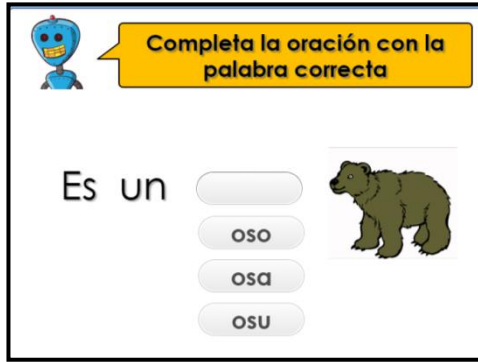 Completa la oración con la
palabra correcta
Es un
oso
osa
osu